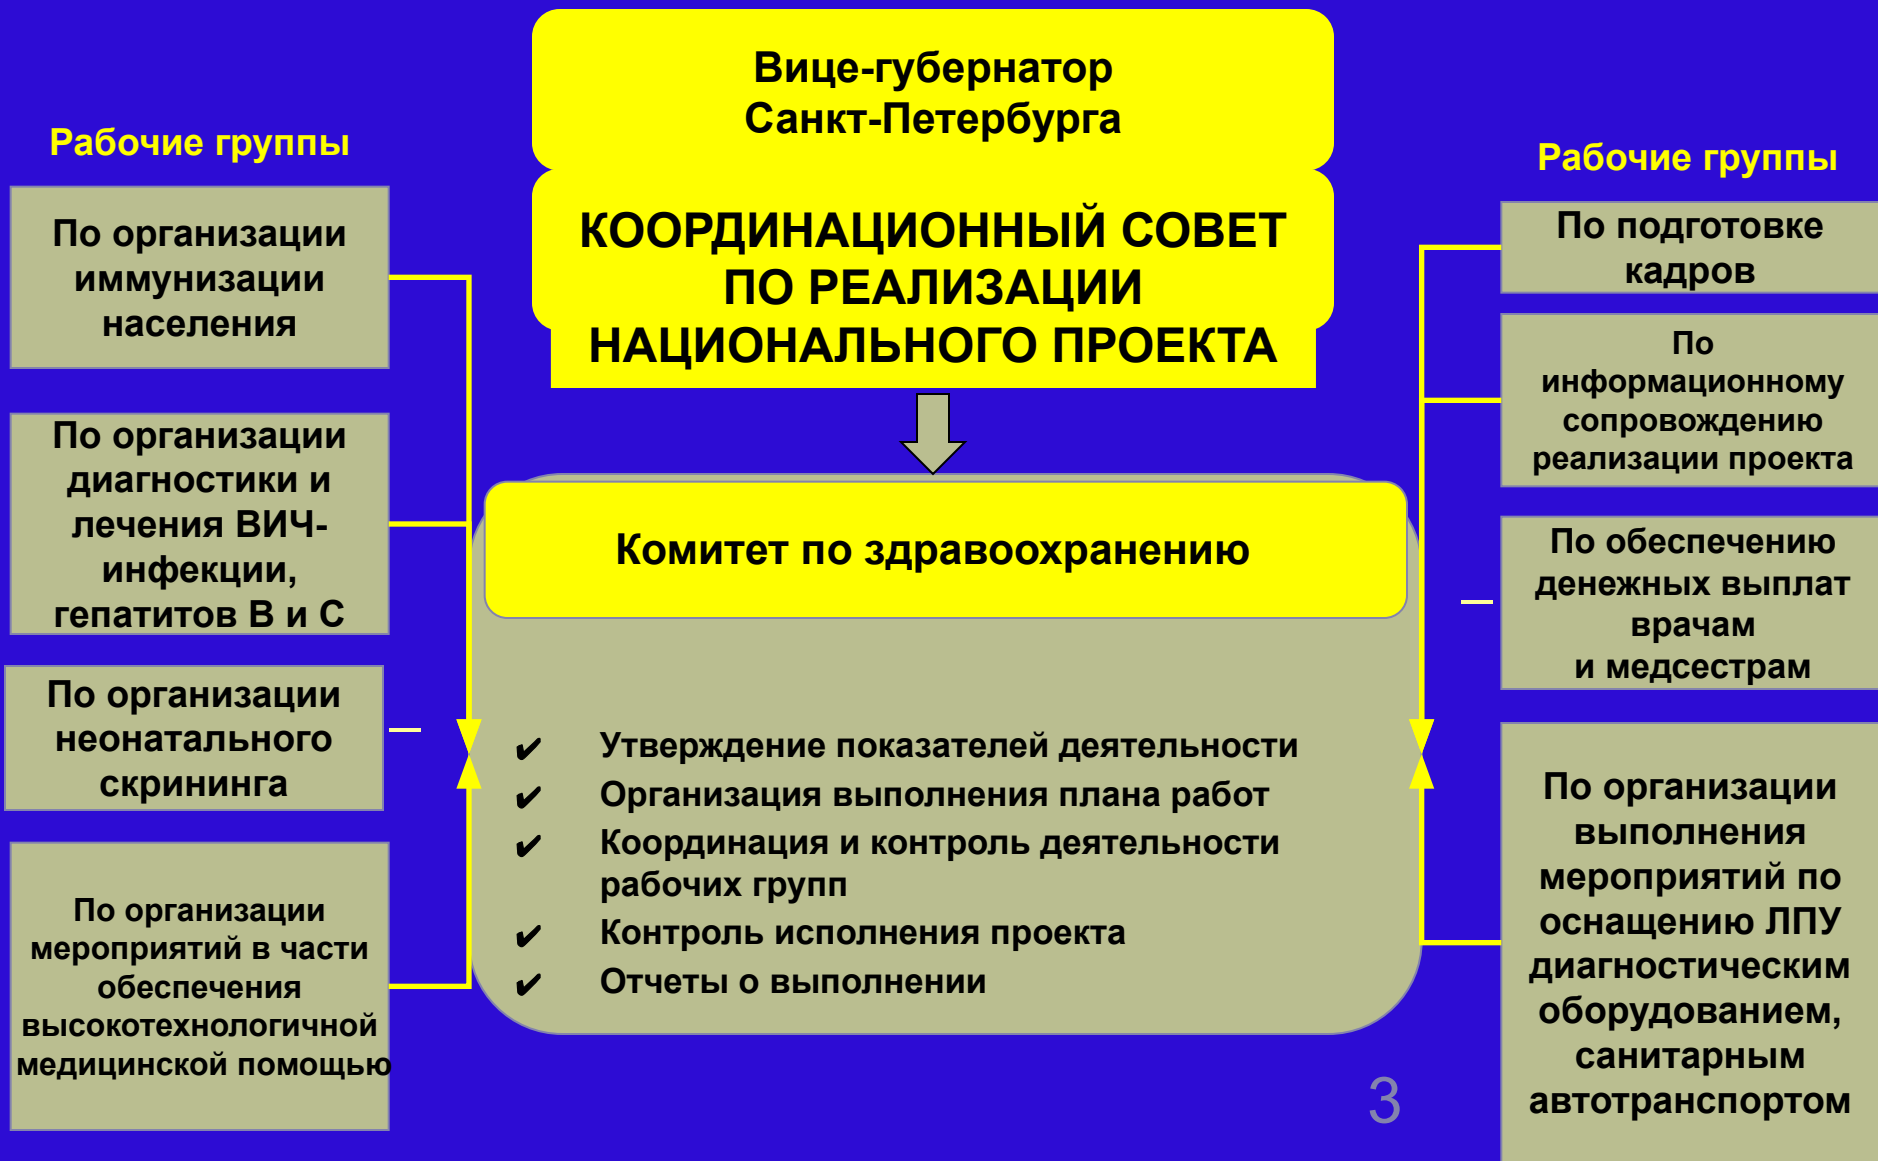 Вице-губернатор
Санкт-Петербурга
КООРДИНАЦИОННЫЙ СОВЕТ
ПО РЕАЛИЗАЦИИ
НАЦИОНАЛЬНОГО ПРОЕКТА
Рабочие группы
По организации
иммунизации
населения
По организации
диагностики и
лечения ВИЧ-
инфекции,
гепатитов В и С
По организации
неонатального
скрининга
По организации
мероприятий в части
обеспечения
высокотехнологичной
медицинской помощью
Комитет по здравоохранению
✔ Утверждение показателей деятельности
✔ Организация выполнения плана работ
✔ Координация и контроль деятельности
рабочих групп
✔ Контроль исполнения проекта
✔ Отчеты о выполнении
Рабочие группы
По подготовке
кадров
По
информационному
сопровождению
реализации проекта
По обеспечению
денежных выплат
врачам
и медсестрам
По организации
выполнения
мероприятий по
оснащению ЛПУ
диагностическим
оборудованием,
санитарным
автотранспортом
3